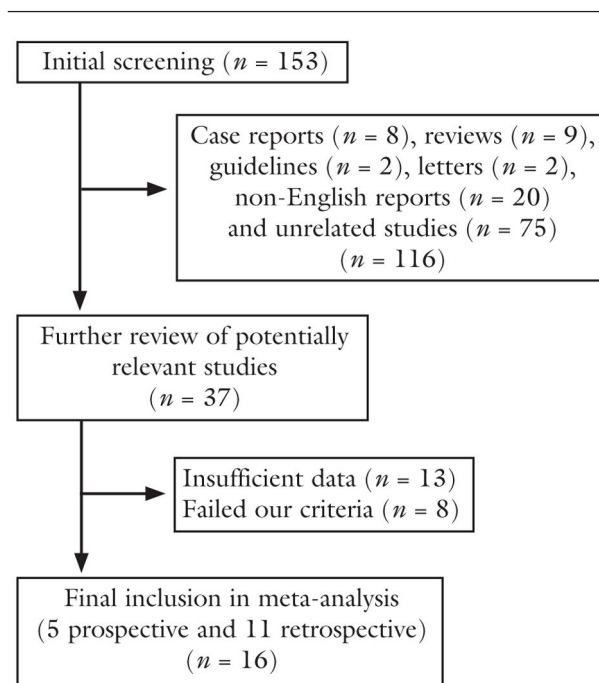 Initial screening (n = 153)
Case reports (n = 8), reviews (n = 9),
guidelines (n = 2), letters (n = 2),
non-English reports (n = 20)
and unrelated studies (n = 75)
(n = 116)
Further review of potentially
relevant studies
(n = 37)
Insufficient data (n = 13)
Failed our criteria (n = 8)
Final inclusion in meta-analysis
(5 prospective and 11 retrospective)
(n = 16)